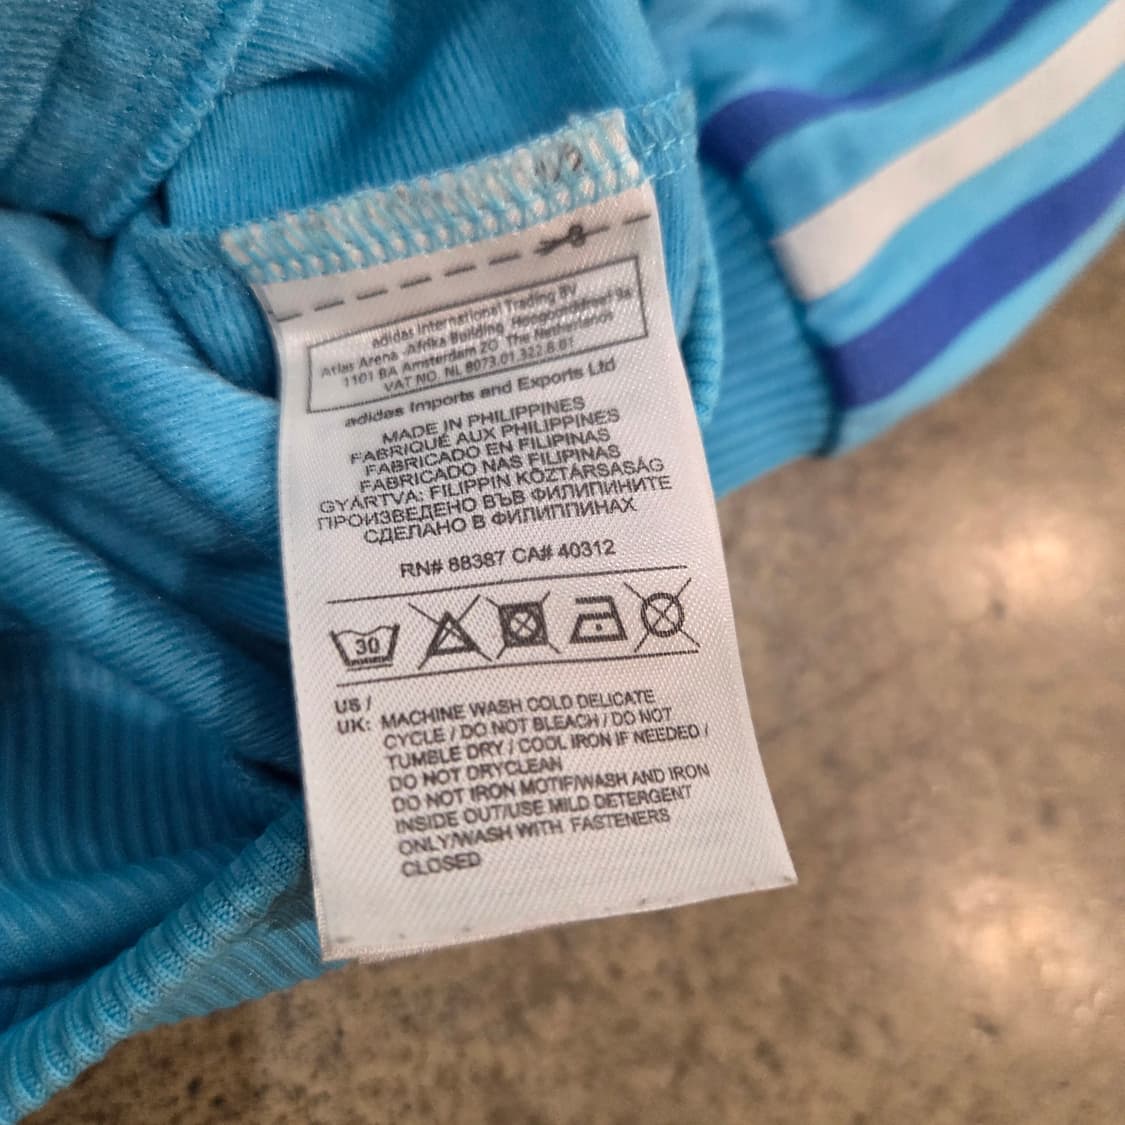 adidas International Trading BV
Atlas Arena ,Afrika Building ,Hoogoorddreef 9a
1101 BA Amsterdam ZO The Netherlands
VAT NO. NL 8073.01.322.B.01
adidas Imports and Exports Ltd
MADE IN PHILIPPINES
FABRIQUÉ AUX PHILIPPINES
FABRICADO EN FILIPINAS
FABRICADO NAS FILIPINAS
GYÁRTVA: FILIPPIN KÖZTÁRSASÁG
ПРОИЗВЕДЕНО ВЪВ ФИЛИПИНИТЕ
СДЕЛАНО В ФИЛИППИНАХ
RN# 88387 CA# 40312
30
US /
UK: MACHINE WASH COLD DELICATE
CYCLE / DO NOT BLEACH / DO NOT
TUMBLE DRY / COOL IRON IF NEEDED /
DO NOT DRYCLEAN
DO NOT IRON MOTIF/WASH AND IRON
INSIDE OUT/USE MILD DETERGENT
ONLY/WASH WITH FASTENERS
CLOSED